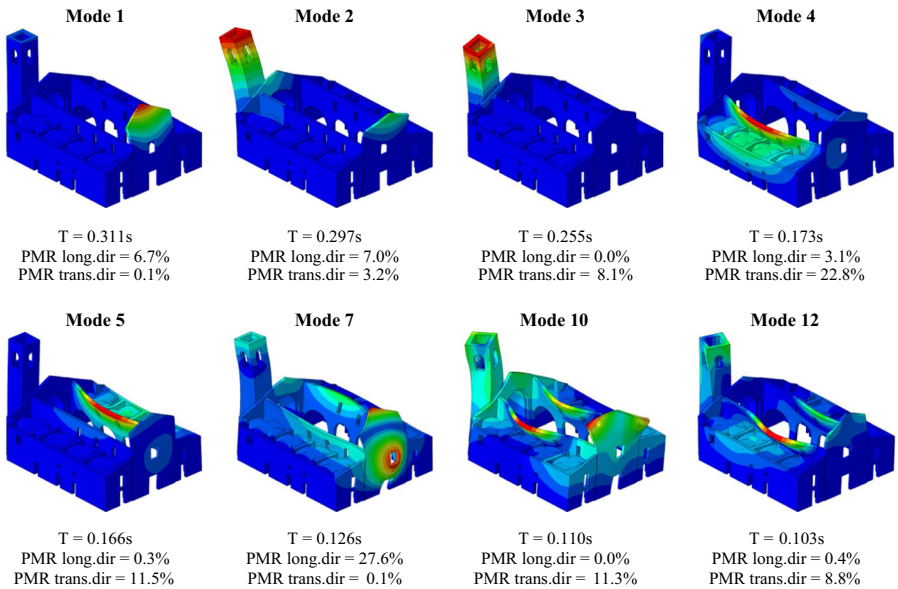 Mode 1
Mode 2
Mode 3
Mode 4
T = 0.311s
PMR long.dir = 6.7%
PMR trans.dir = 0.1%
T = 0.297s
PMR long.dir = 7.0%
PMR trans.dir = 3.2%
T = 0.255s
PMR long.dir = 0.0%
PMR trans.dir = 8.1%
T = 0.173s
PMR long.dir = 3.1%
PMR trans.dir = 22.8%
Mode 5
Mode 7
Mode 10
Mode 12
T = 0.166s
PMR long.dir = 0.3%
PMR trans.dir = 11.5%
T = 0.126s
PMR long.dir = 27.6%
PMR trans.dir = 0.1%
T = 0.110s
PMR long.dir = 0.0%
PMR trans.dir = 11.3%
T = 0.103s
PMR long.dir = 0.4%
PMR trans.dir = 8.8%